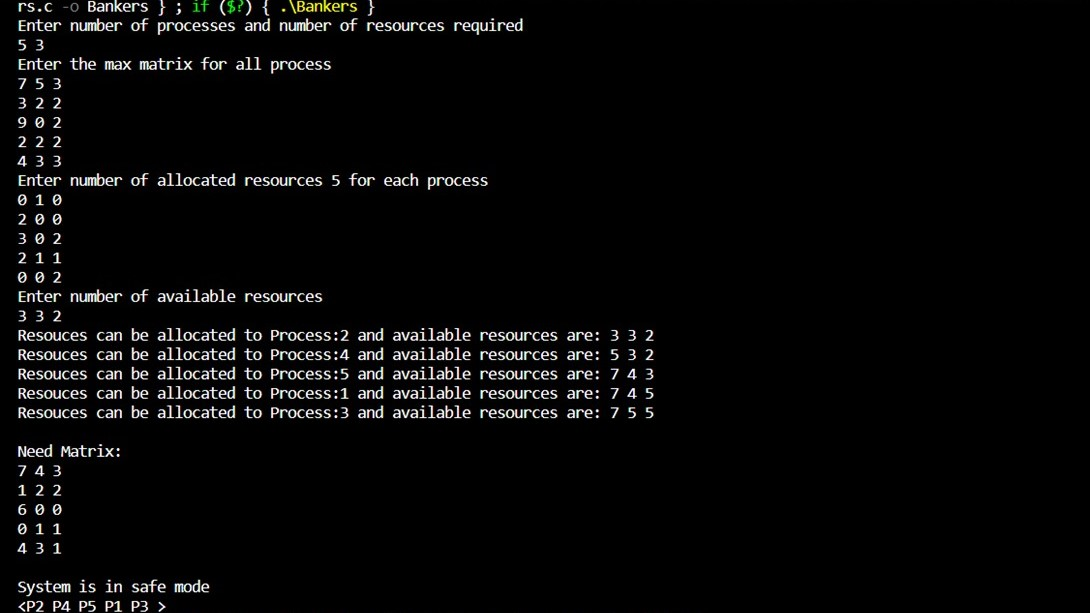 rs.c -o Bankers } ; if ($?) { .\Bankers }
Enter number of processes and number of resources required
5 3
Enter the max matrix for all process
7 5 3
3 2 2
9 0 2
2 2 2
4 3 3
Enter number of allocated resources 5 for each process
0 1 0
2 0 0
3 0 2
2 1 1
0 0 2
Enter number of available resources
3 3 2
Resouces can be allocated to Process:2 and available resources are: 3 3 2
Resouces can be allocated to Process:4 and available resources are: 5 3 2
Resouces can be allocated to Process:5 and available resources are: 7 4 3
Resouces can be allocated to Process:1 and available resources are: 7 4 5
Resouces can be allocated to Process:3 and available resources are: 7 5 5
Need Matrix:
7 4 3
1 2 2
6 0 0
0 1 1
4 3 1
System is in safe mode
<P2 P4 P5 P1 P3 >